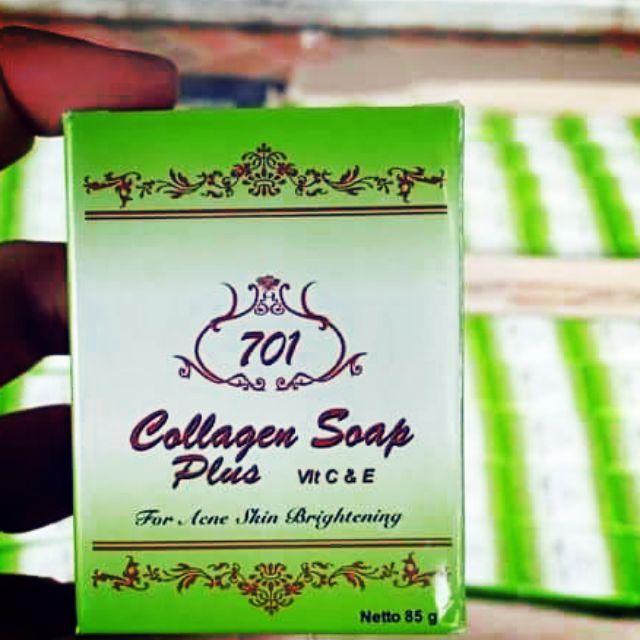 701
Collagen Soap
Plus Vit C & E
For Acne Skin Brightening
Netto 85 g